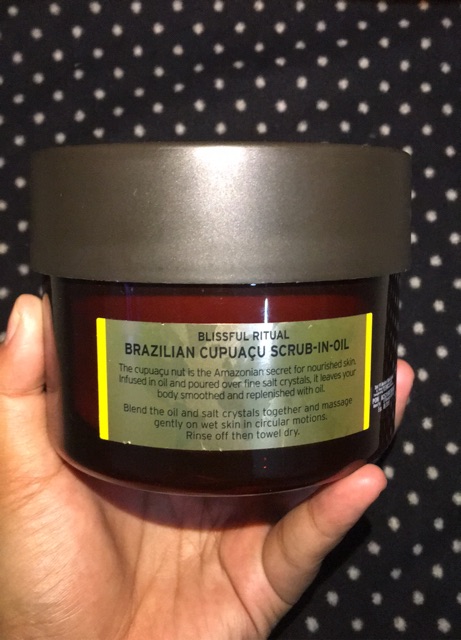 BLISSFUL RITUAL
BRAZILIAN CUPUAÇU SCRUB-IN-OIL
The cupuaçu nut is the Amazonian secret for nourished skin.
Infused in oil and poured over fine salt crystals, it leaves your
body smoothed and replenished with oil.
Blend the oil and salt crystals together and massage
gently on wet skin in circular motions.
Rinse off then towel dry.